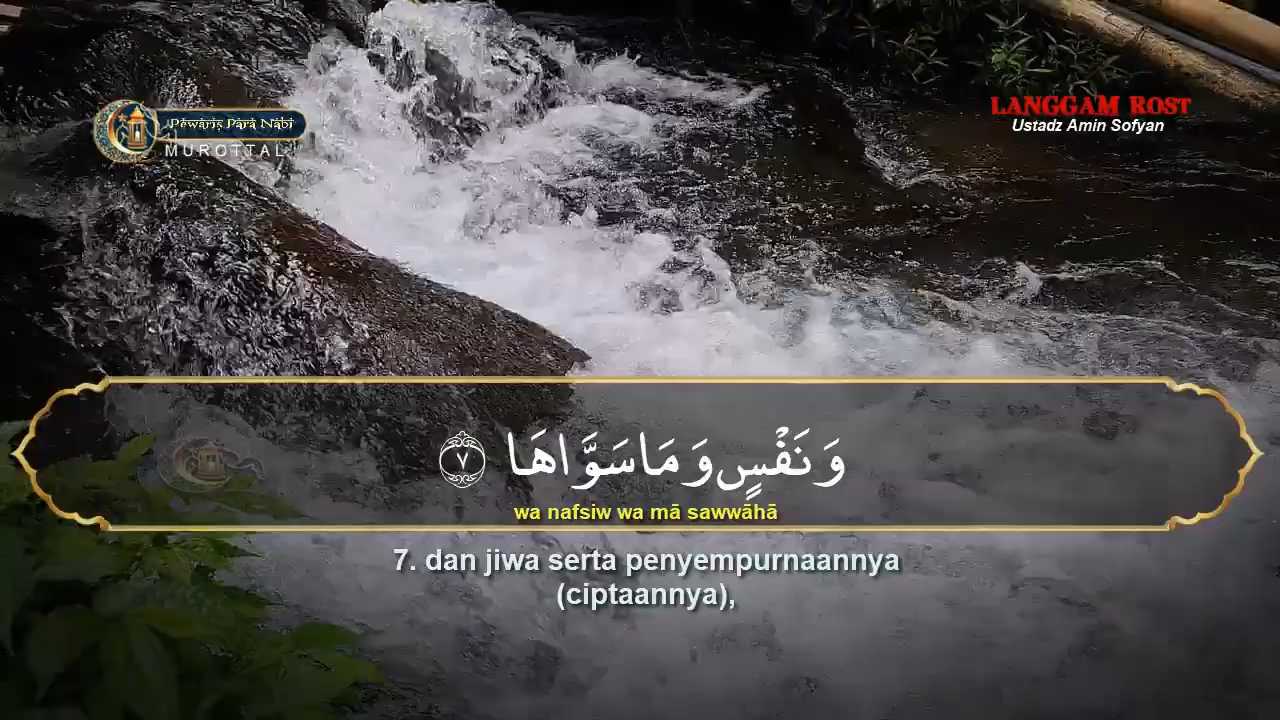 Pewaris Para Nabi
MUROTTAL
LANGGAM ROST
Ustadz Amin Sofyan
وَنَفْسٍ وَمَا سَوَّاهَا ٧
wa nafsiw wa mā sawwāhā
7. dan jiwa serta penyempurnaannya
(ciptaannya),